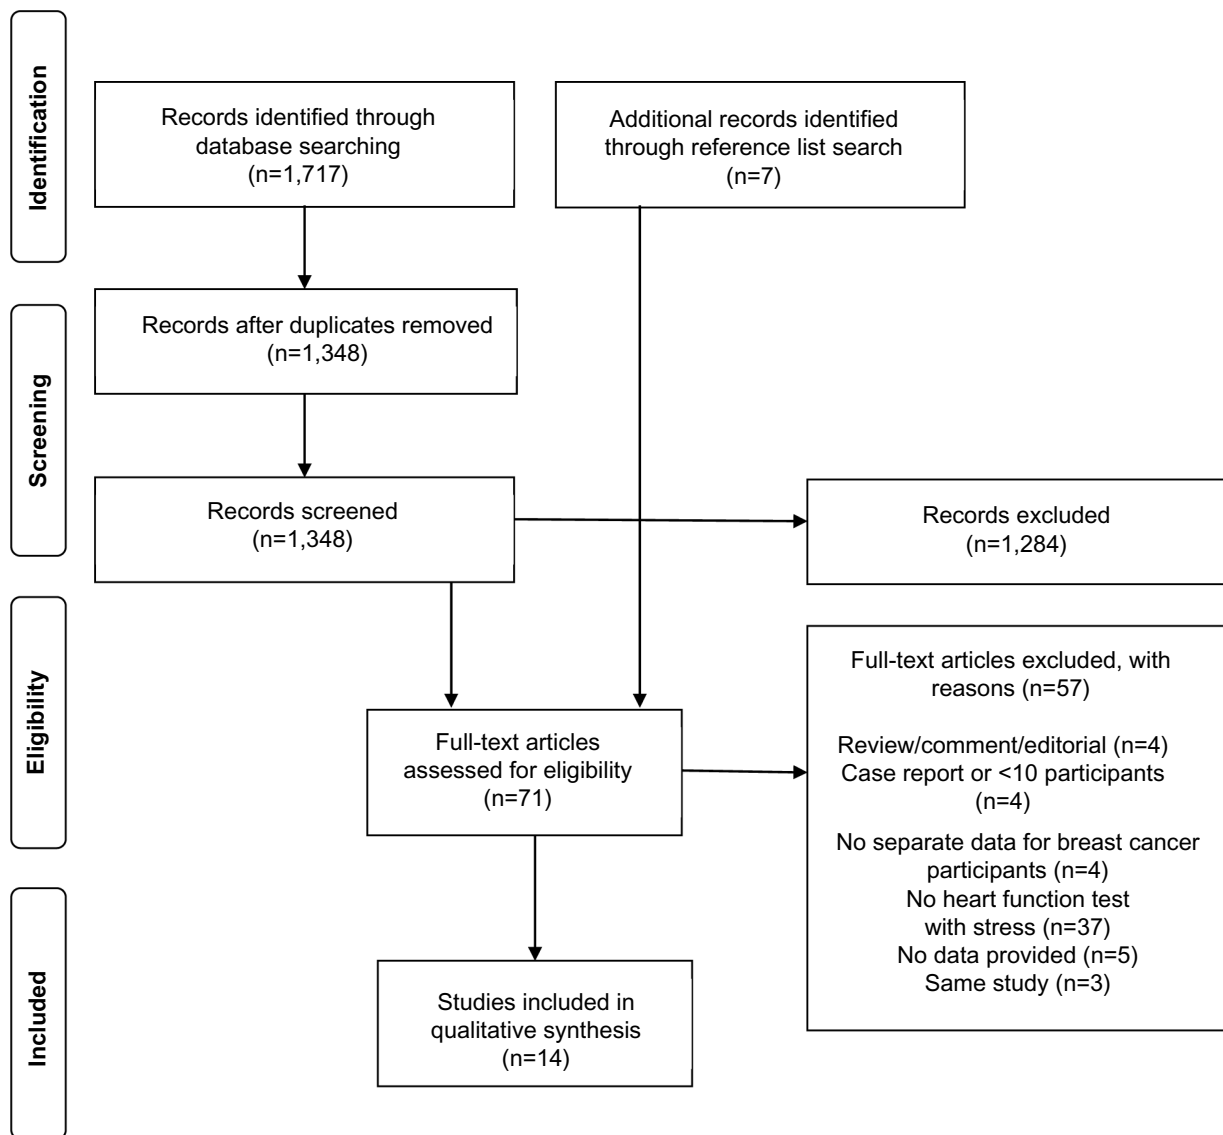 Identification
Records identified through
database searching
(n=1,717)
Additional records identified
through reference list search
(n=7)
Screening
Records after duplicates removed
(n=1,348)
Records screened
(n=1,348)
Records excluded
(n=1,284)
Eligibility
Full-text articles
assessed for eligibility
(n=71)
Full-text articles excluded, with
reasons (n=57)
Review/comment/editorial (n=4)
Case report or <10 participants
(n=4)
No separate data for breast cancer
participants (n=4)
No heart function test
with stress (n=37)
No data provided (n=5)
Same study (n=3)
Included
Studies included in
qualitative synthesis
(n=14)